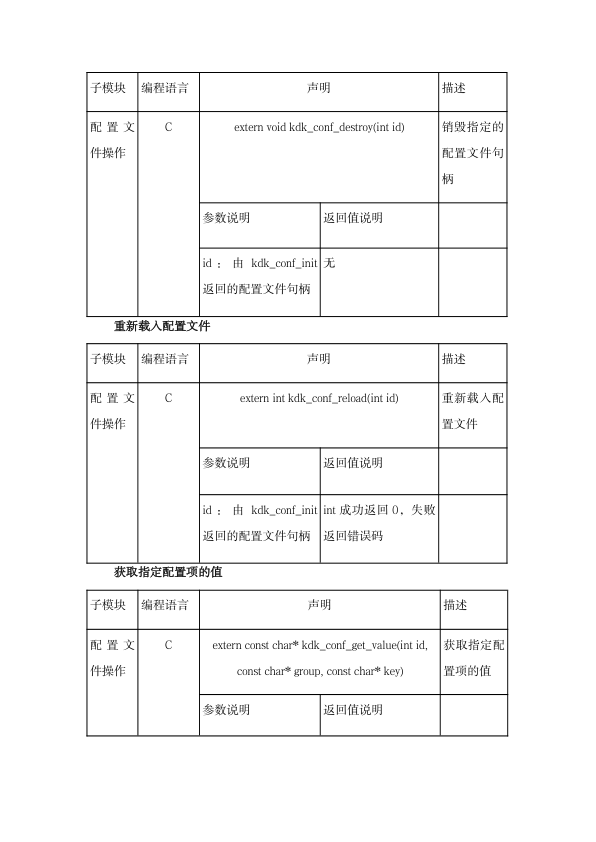 子模块 编程语言 声明 描述
配置文 C extern void kdk_conf_destroy(int id) 销毁指定的
件操作 配置文件句
柄
参数说明 返回值说明
id：由 kdk_conf_init 无
返回的配置文件句柄
重新载入配置文件
子模块 编程语言 声明 描述
配置文 C extern int kdk_conf_reload(int id) 重新载入配
件操作 置文件
参数说明 返回值说明
id：由 kdk_conf_init int 成功返回 0，失败
返回的配置文件句柄 返回错误码
获取指定配置项的值
子模块 编程语言 声明 描述
配置文 C extern const char* kdk_conf_get_value(int id, 获取指定配
件操作 const char* group, const char* key) 置项的值
参数说明 返回值说明